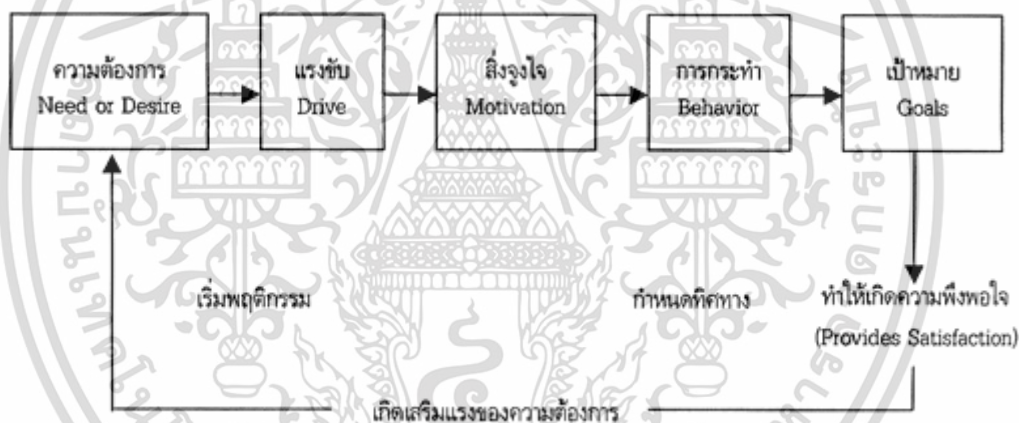 ความต้องการ
Need or Desire
แรงขับ
Drive
สิ่งจูงใจ
Motivation
การกระทำ
Behavior
เป้าหมาย
Goals
เริ่มพฤติกรรม
กำหนดทิศทาง
ทำให้เกิดความพึงพอใจ
(Provides Satisfaction)
เกิดเสริมแรงของความต้องการ